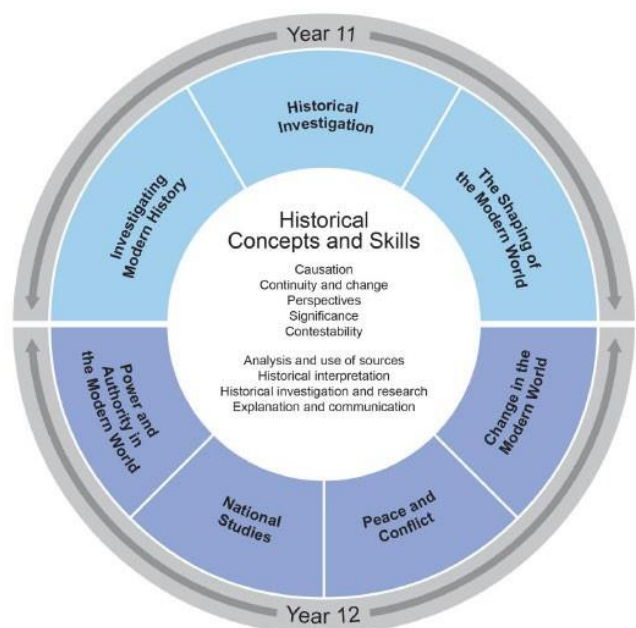 Year 11
Investigating
Modern History
Historical
Investigation
The Shaping of
the Modern World
Historical
Concepts and Skills
Causation
Continuity and change
Perspectives
Significance
Contestability
Analysis and use of sources
Historical interpretation
Historical investigation and research
Explanation and communication
Power and
Authority in
the Modern World
National
Studies
Peace and
Conflict
Change in the
Modern World
Year 12